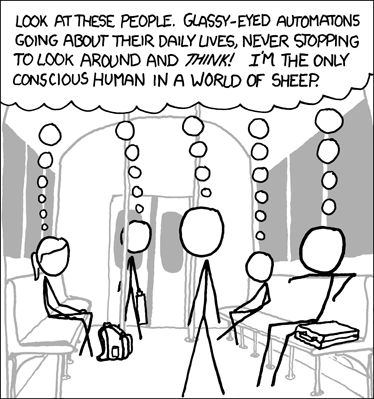 LOOK AT THESE PEOPLE. GLASSY-EYED AUTOMATONS
GOING ABOUT THEIR DAILY LIVES, NEVER STOPPING
TO LOOK AROUND AND THINK! I'M THE ONLY
CONSCIOUS HUMAN IN A WORLD OF SHEEP.